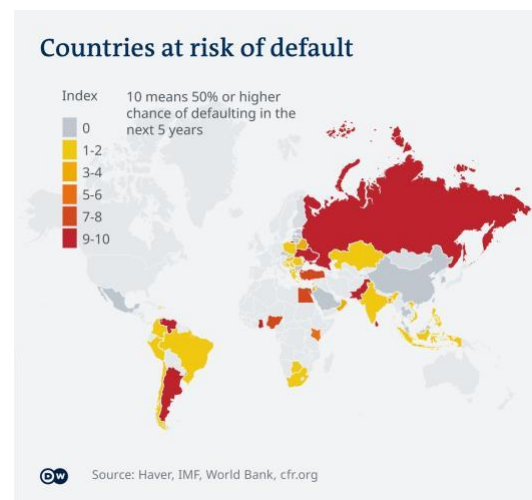 Countries at risk of default
Index
10 means 50% or higher
chance of defaulting in the
next 5 years
0
1-2
3-4
5-6
7-8
9-10
DW
Source: Haver, IMF, World Bank, cfr.org